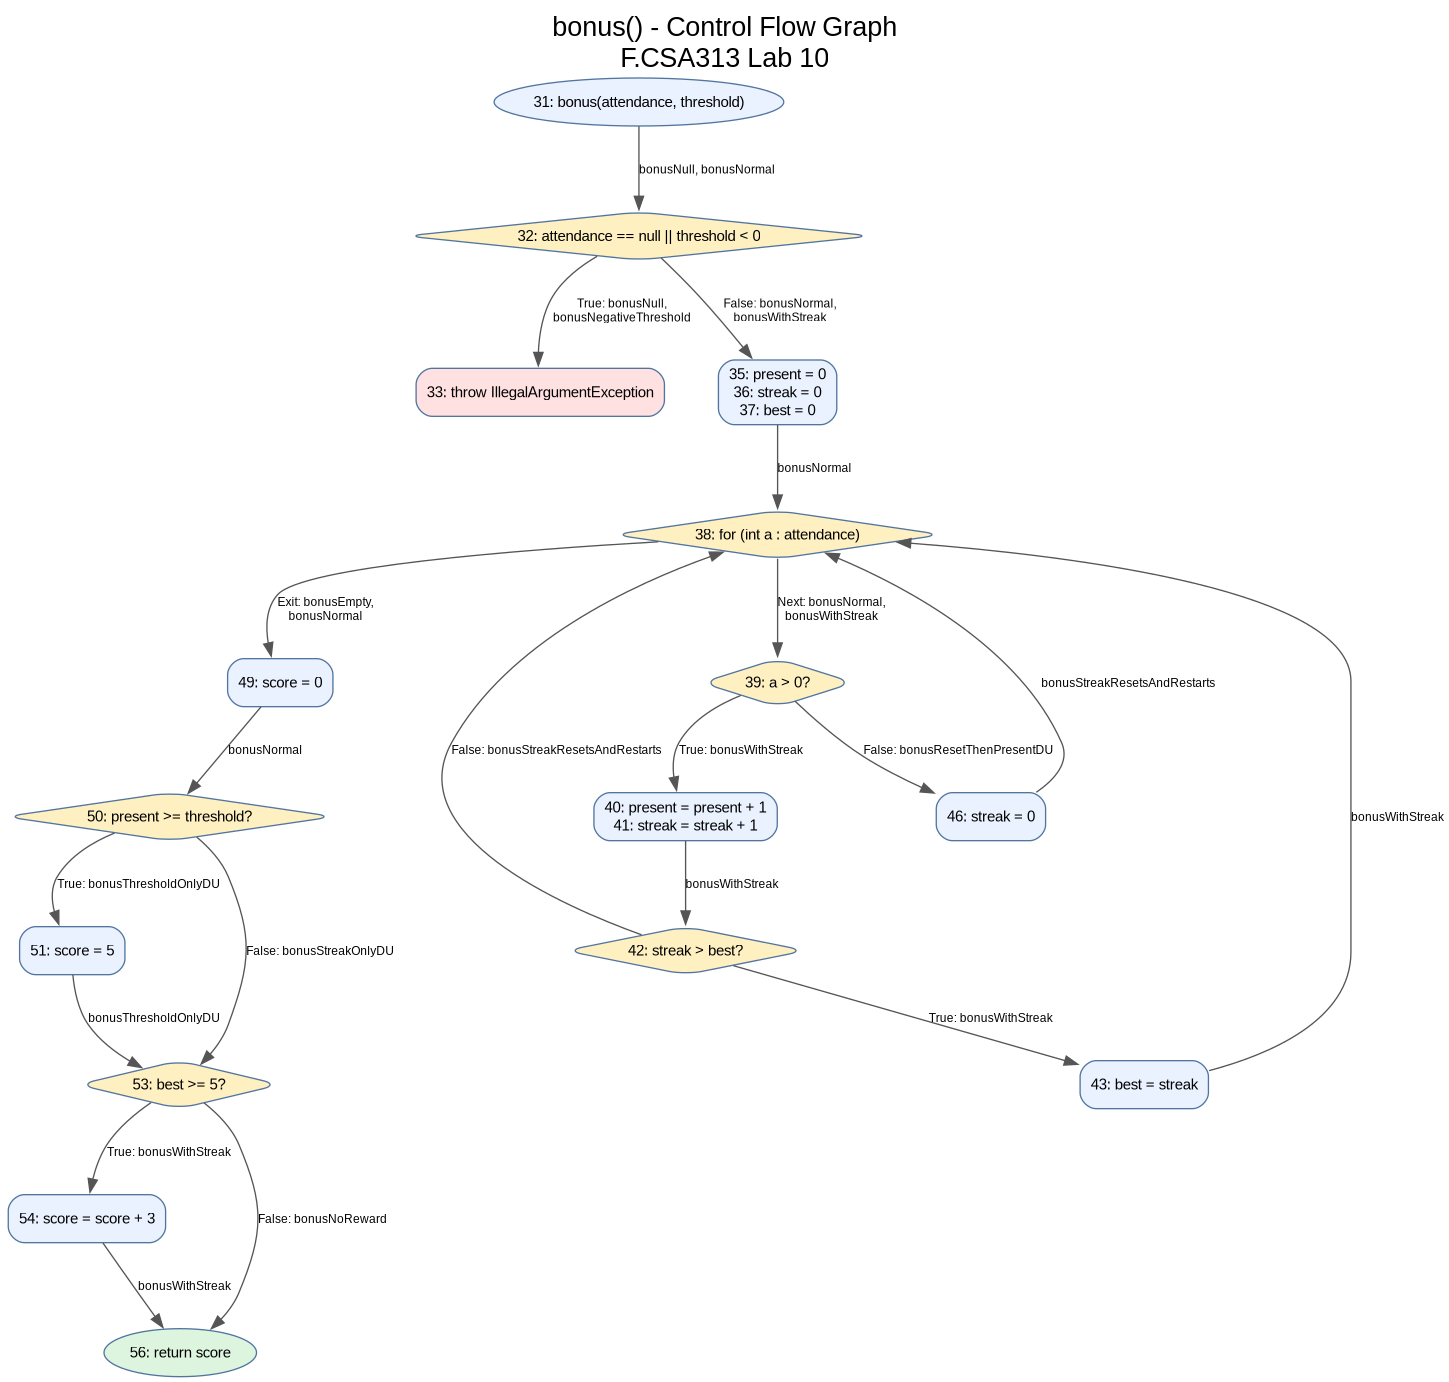 bonus() - Control Flow Graph
F.CSA313 Lab 10
31: bonus(attendance, threshold)
bonusNull, bonusNormal
32: attendance == null || threshold < 0
True: bonusNull,
bonusNegativeThreshold
False: bonusNormal,
bonusWithStreak
33: throw IllegalArgumentException
35: present = 0
36: streak = 0
37: best = 0
bonusNormal
38: for (int a : attendance)
Exit: bonusEmpty,
bonusNormal
Next: bonusNormal,
bonusWithStreak
49: score = 0
39: a > 0?
bonusStreakResetsAndRestarts
bonusNormal
False: bonusStreakResetsAndRestarts
True: bonusWithStreak
False: bonusResetThenPresentDU
50: present >= threshold?
40: present = present + 1
41: streak = streak + 1
46: streak = 0
bonusWithStreak
True: bonusThresholdOnlyDU
bonusWithStreak
51: score = 5
False: bonusStreakOnlyDU
42: streak > best?
bonusThresholdOnlyDU
True: bonusWithStreak
53: best >= 5?
43: best = streak
True: bonusWithStreak
54: score = score + 3
False: bonusNoReward
bonusWithStreak
56: return score